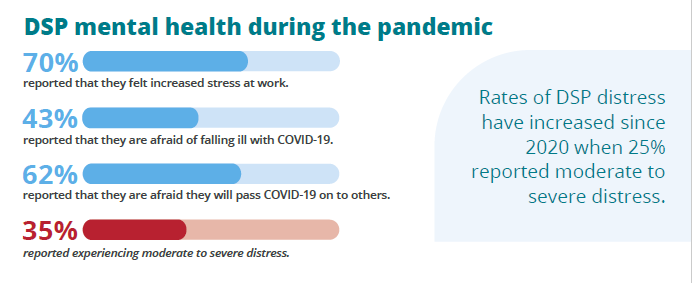 DSP mental health during the pandemic
70%
reported that they felt increased stress at work.
43%
reported that they are afraid of falling ill with COVID-19.
62%
reported that they are afraid they will pass COVID-19 on to others.
35%
reported experiencing moderate to severe distress.
Rates of DSP distress
have increased since
2020 when 25%
reported moderate to
severe distress.